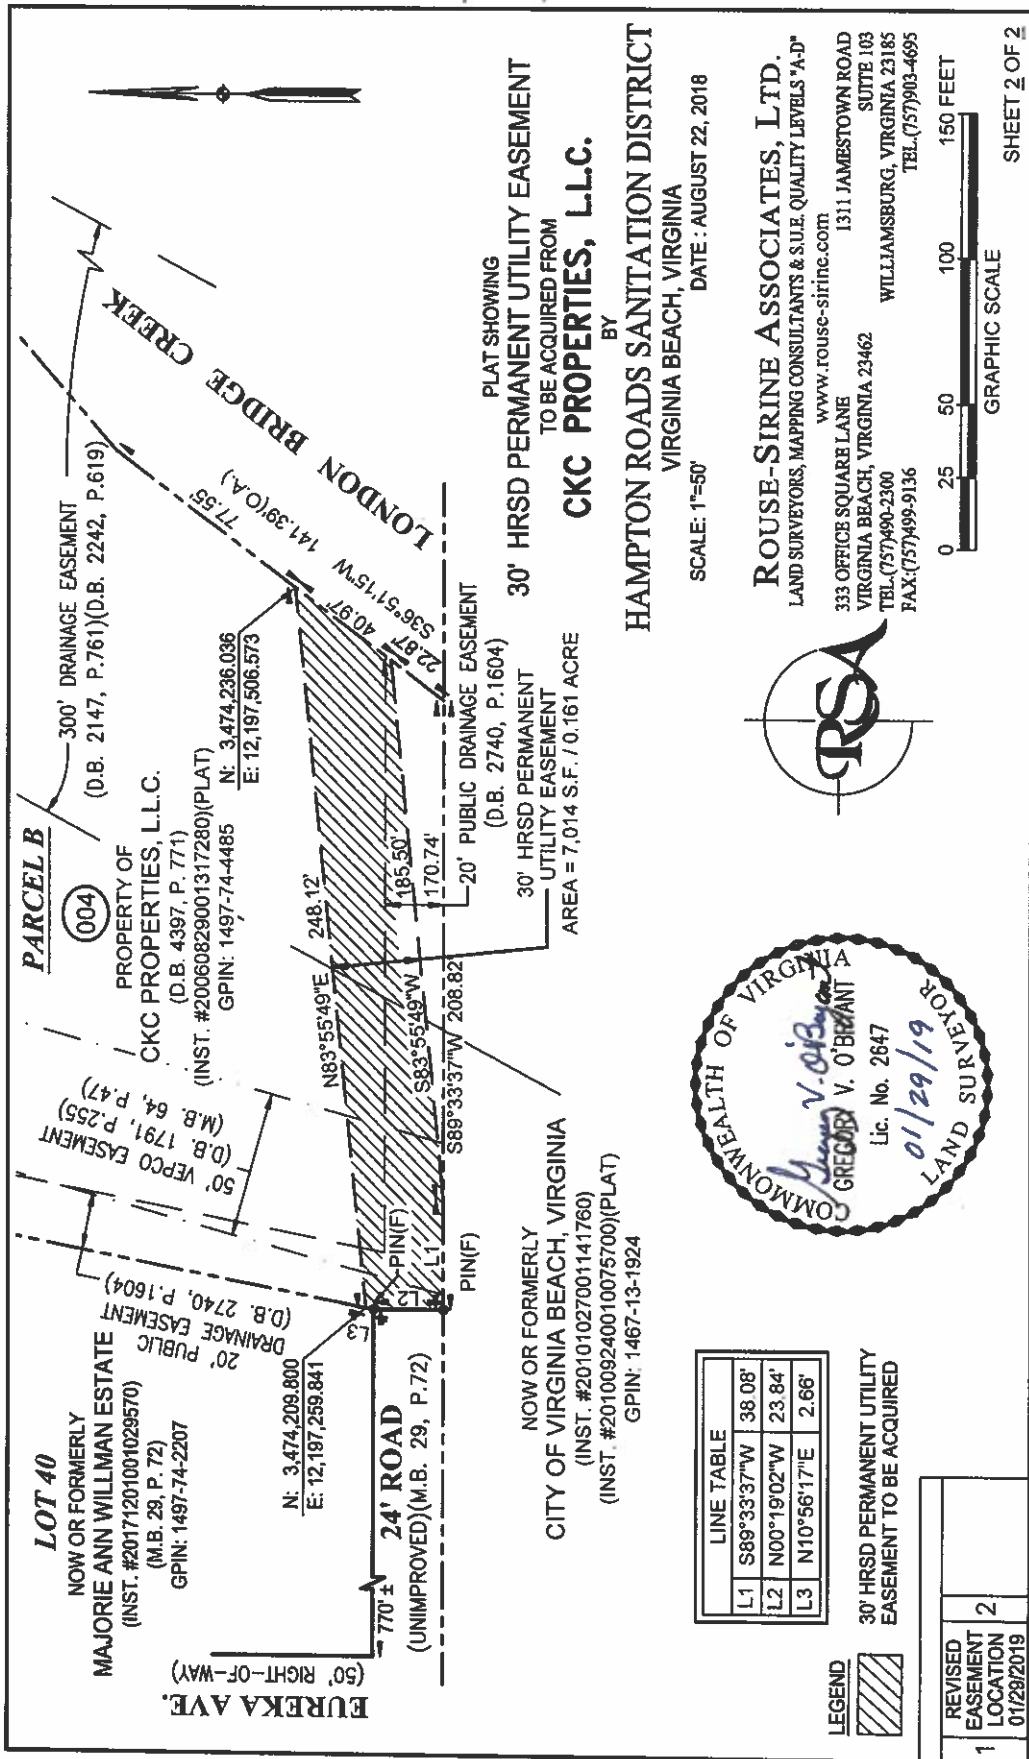 LOT 40
NOW OR FORMERLY
MAJORIE ANN WILLMAN ESTATE
(INST. #20171201001029570)
(M.B. 29, P. 72)
GPIN: 1497-74-2207
20' PUBLIC
DRAINAGE EASEMENT
(D.B. 2740, P.1604)
50' VEPCO EASEMENT
(D.B. 1791, P.255)
(M.B. 64, P.47)
PARCEL B
004
PROPERTY OF
CKC PROPERTIES, L.L.C.
(D.B. 4397, P. 771)
(INST. #20060829001317280)(PLAT)
GPIN: 1497-74-4485
300' DRAINAGE EASEMENT
(D.B. 2147, P.761)(D.B. 2242, P.619)
N: 3,474,236.036
E: 12,197,506.573
LONDON BRIDGE CREEK
77.55'
141.39'(O.A.)
S36°51'15"W
40.97'
22.87'
N83°55'49"E
248.12'
S83°55'49"W
185.50'
170.74'
S89°33'37"W 208.82'
L1
L2
L3
PIN(F)
PIN(F)
N: 3,474,209.800
E: 12,197,259.841
EUREKA AVE.
(50' RIGHT-OF-WAY)
770'±
24' ROAD
(UNIMPROVED)(M.B. 29, P.72)
20' PUBLIC DRAINAGE EASEMENT
(D.B. 2740, P.1604)
30' HRSD PERMANENT
UTILITY EASEMENT
AREA = 7,014 S.F. / 0.161 ACRE
NOW OR FORMERLY
CITY OF VIRGINIA BEACH, VIRGINIA
(INST. #20101027001141760)
(INST. #20100924001007570​0)(PLAT)
GPIN: 1467-13-1924
LINE TABLE
L1 S89°33'37"W 38.08'
L2 N00°19'02"W 23.84'
L3 N10°56'17"E 2.66'
LEGEND
30' HRSD PERMANENT UTILITY
EASEMENT TO BE ACQUIRED
1 REVISED
EASEMENT
LOCATION
01/29/2019
2
COMMONWEALTH OF VIRGINIA
Gregory V. O'Bryant
GREGORY V. O'BRYANT
Lic. No. 2647
01/29/19
LAND SURVEYOR
PLAT SHOWING
30' HRSD PERMANENT UTILITY EASEMENT
TO BE ACQUIRED FROM
CKC PROPERTIES, L.L.C.
BY
HAMPTON ROADS SANITATION DISTRICT
VIRGINIA BEACH, VIRGINIA
SCALE: 1"=50' DATE: AUGUST 22, 2018
RSA
ROUSE-SIRINE ASSOCIATES, LTD.
LAND SURVEYORS, MAPPING CONSULTANTS & S.U.E. QUALITY LEVELS "A-D"
www.rouse-sirine.com
333 OFFICE SQUARE LANE 1311 JAMESTOWN ROAD
VIRGINIA BEACH, VIRGINIA 23462 SUITE 103
TEL.(757)490-2300 WILLIAMSBURG, VIRGINIA 23185
FAX:(757)499-9136 TEL.(757)903-4695
0 25 50 100 150 FEET
GRAPHIC SCALE
SHEET 2 OF 2